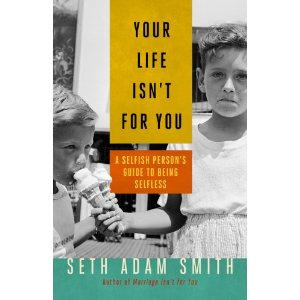 YOUR
LIFE
ISN'T
FOR YOU
A SELFISH PERSON'S
GUIDE TO BEING
SELFLESS
SETH ADAM SMITH
Author of Marriage Isn't For You